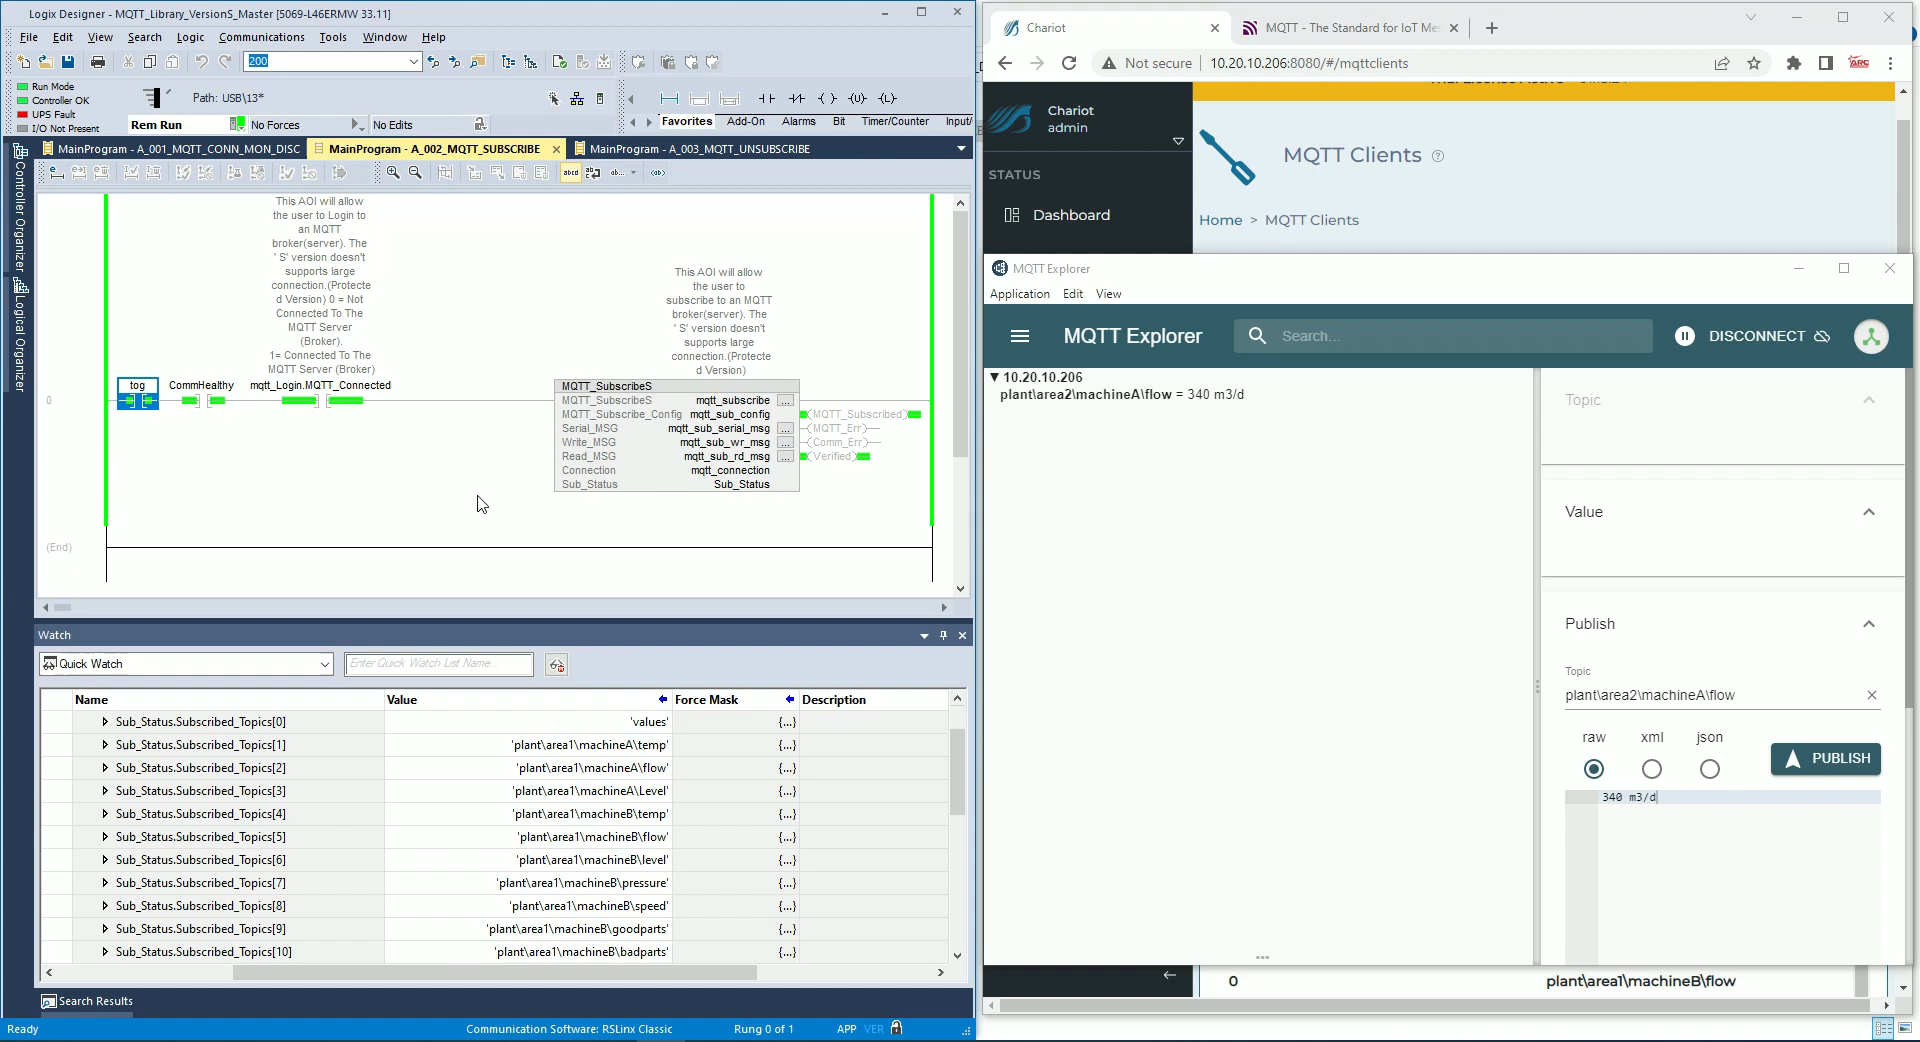 Logix Designer - MQTT_Library_VersionS_Master [5069-L46ERMW 33.11]
File Edit View Search Logic Communications Tools Window Help
200
Run Mode
Controller OK
UPS Fault
I/O Not Present
Path: USB\13*
Rem Run
No Forces
No Edits
Favorites Add-On Alarms Bit Timer/Counter Input/
MainProgram - A_001_MQTT_CONN_MON_DISC
MainProgram - A_002_MQTT_SUBSCRIBE
MainProgram - A_003_MQTT_UNSUBSCRIBE
Controller Organizer
Logical Organizer
This AOI will allow
the user to Login to
an MQTT
broker(server). The
' S' version doesn't
supports large
connection.(Protecte
d Version) 0 = Not
Connected To The
MQTT Server
(Broker).
1= Connected To The
MQTT Server (Broker)
This AOI will allow
the user to
subscribe to an MQTT
broker(server). The
' S' version doesn't
supports large
connection.(Protecte
d Version)
tog CommHealthy mqtt_Login.MQTT_Connected
0
MQTT_SubscribeS
MQTT_SubscribeS mqtt_subscribe ...
MQTT_Subscribe_Config mqtt_sub_config (MQTT_Subscribed)
Serial_MSG mqtt_sub_serial_msg ... (MQTT_Err)
Write_MSG mqtt_sub_wr_msg ... (Comm_Err)
Read_MSG mqtt_sub_rd_msg ... (Verified)
Connection mqtt_connection
Sub_Status Sub_Status
(End)
Watch
Quick Watch
Enter Quick Watch List Name...
Name Value Force Mask Description
Sub_Status.Subscribed_Topics[0] 'values' {...}
Sub_Status.Subscribed_Topics[1] 'plant\area1\machineA\temp' {...}
Sub_Status.Subscribed_Topics[2] 'plant\area1\machineA\flow' {...}
Sub_Status.Subscribed_Topics[3] 'plant\area1\machineA\Level' {...}
Sub_Status.Subscribed_Topics[4] 'plant\area1\machineB\temp' {...}
Sub_Status.Subscribed_Topics[5] 'plant\area1\machineB\flow' {...}
Sub_Status.Subscribed_Topics[6] 'plant\area1\machineB\level' {...}
Sub_Status.Subscribed_Topics[7] 'plant\area1\machineB\pressure' {...}
Sub_Status.Subscribed_Topics[8] 'plant\area1\machineB\speed' {...}
Sub_Status.Subscribed_Topics[9] 'plant\area1\machineB\goodparts' {...}
Sub_Status.Subscribed_Topics[10] 'plant\area1\machineB\badparts' {...}
Search Results
Ready
Communication Software: RSLinx Classic
Rung 0 of 1
APP VER
Chariot
MQTT - The Standard for IoT Me
Not secure
10.20.10.206:8080/#/mqttclients
Chariot
admin
STATUS
Dashboard
MQTT Clients
Home > MQTT Clients
MQTT Explorer
Application Edit View
MQTT Explorer
Search...
DISCONNECT
10.20.10.206
plant\area2\machineA\flow = 340 m3/d
Topic
Value
Publish
Topic
plant\area2\machineA\flow
raw xml json
PUBLISH
340 m3/d
0
plant\area1\machineB\flow